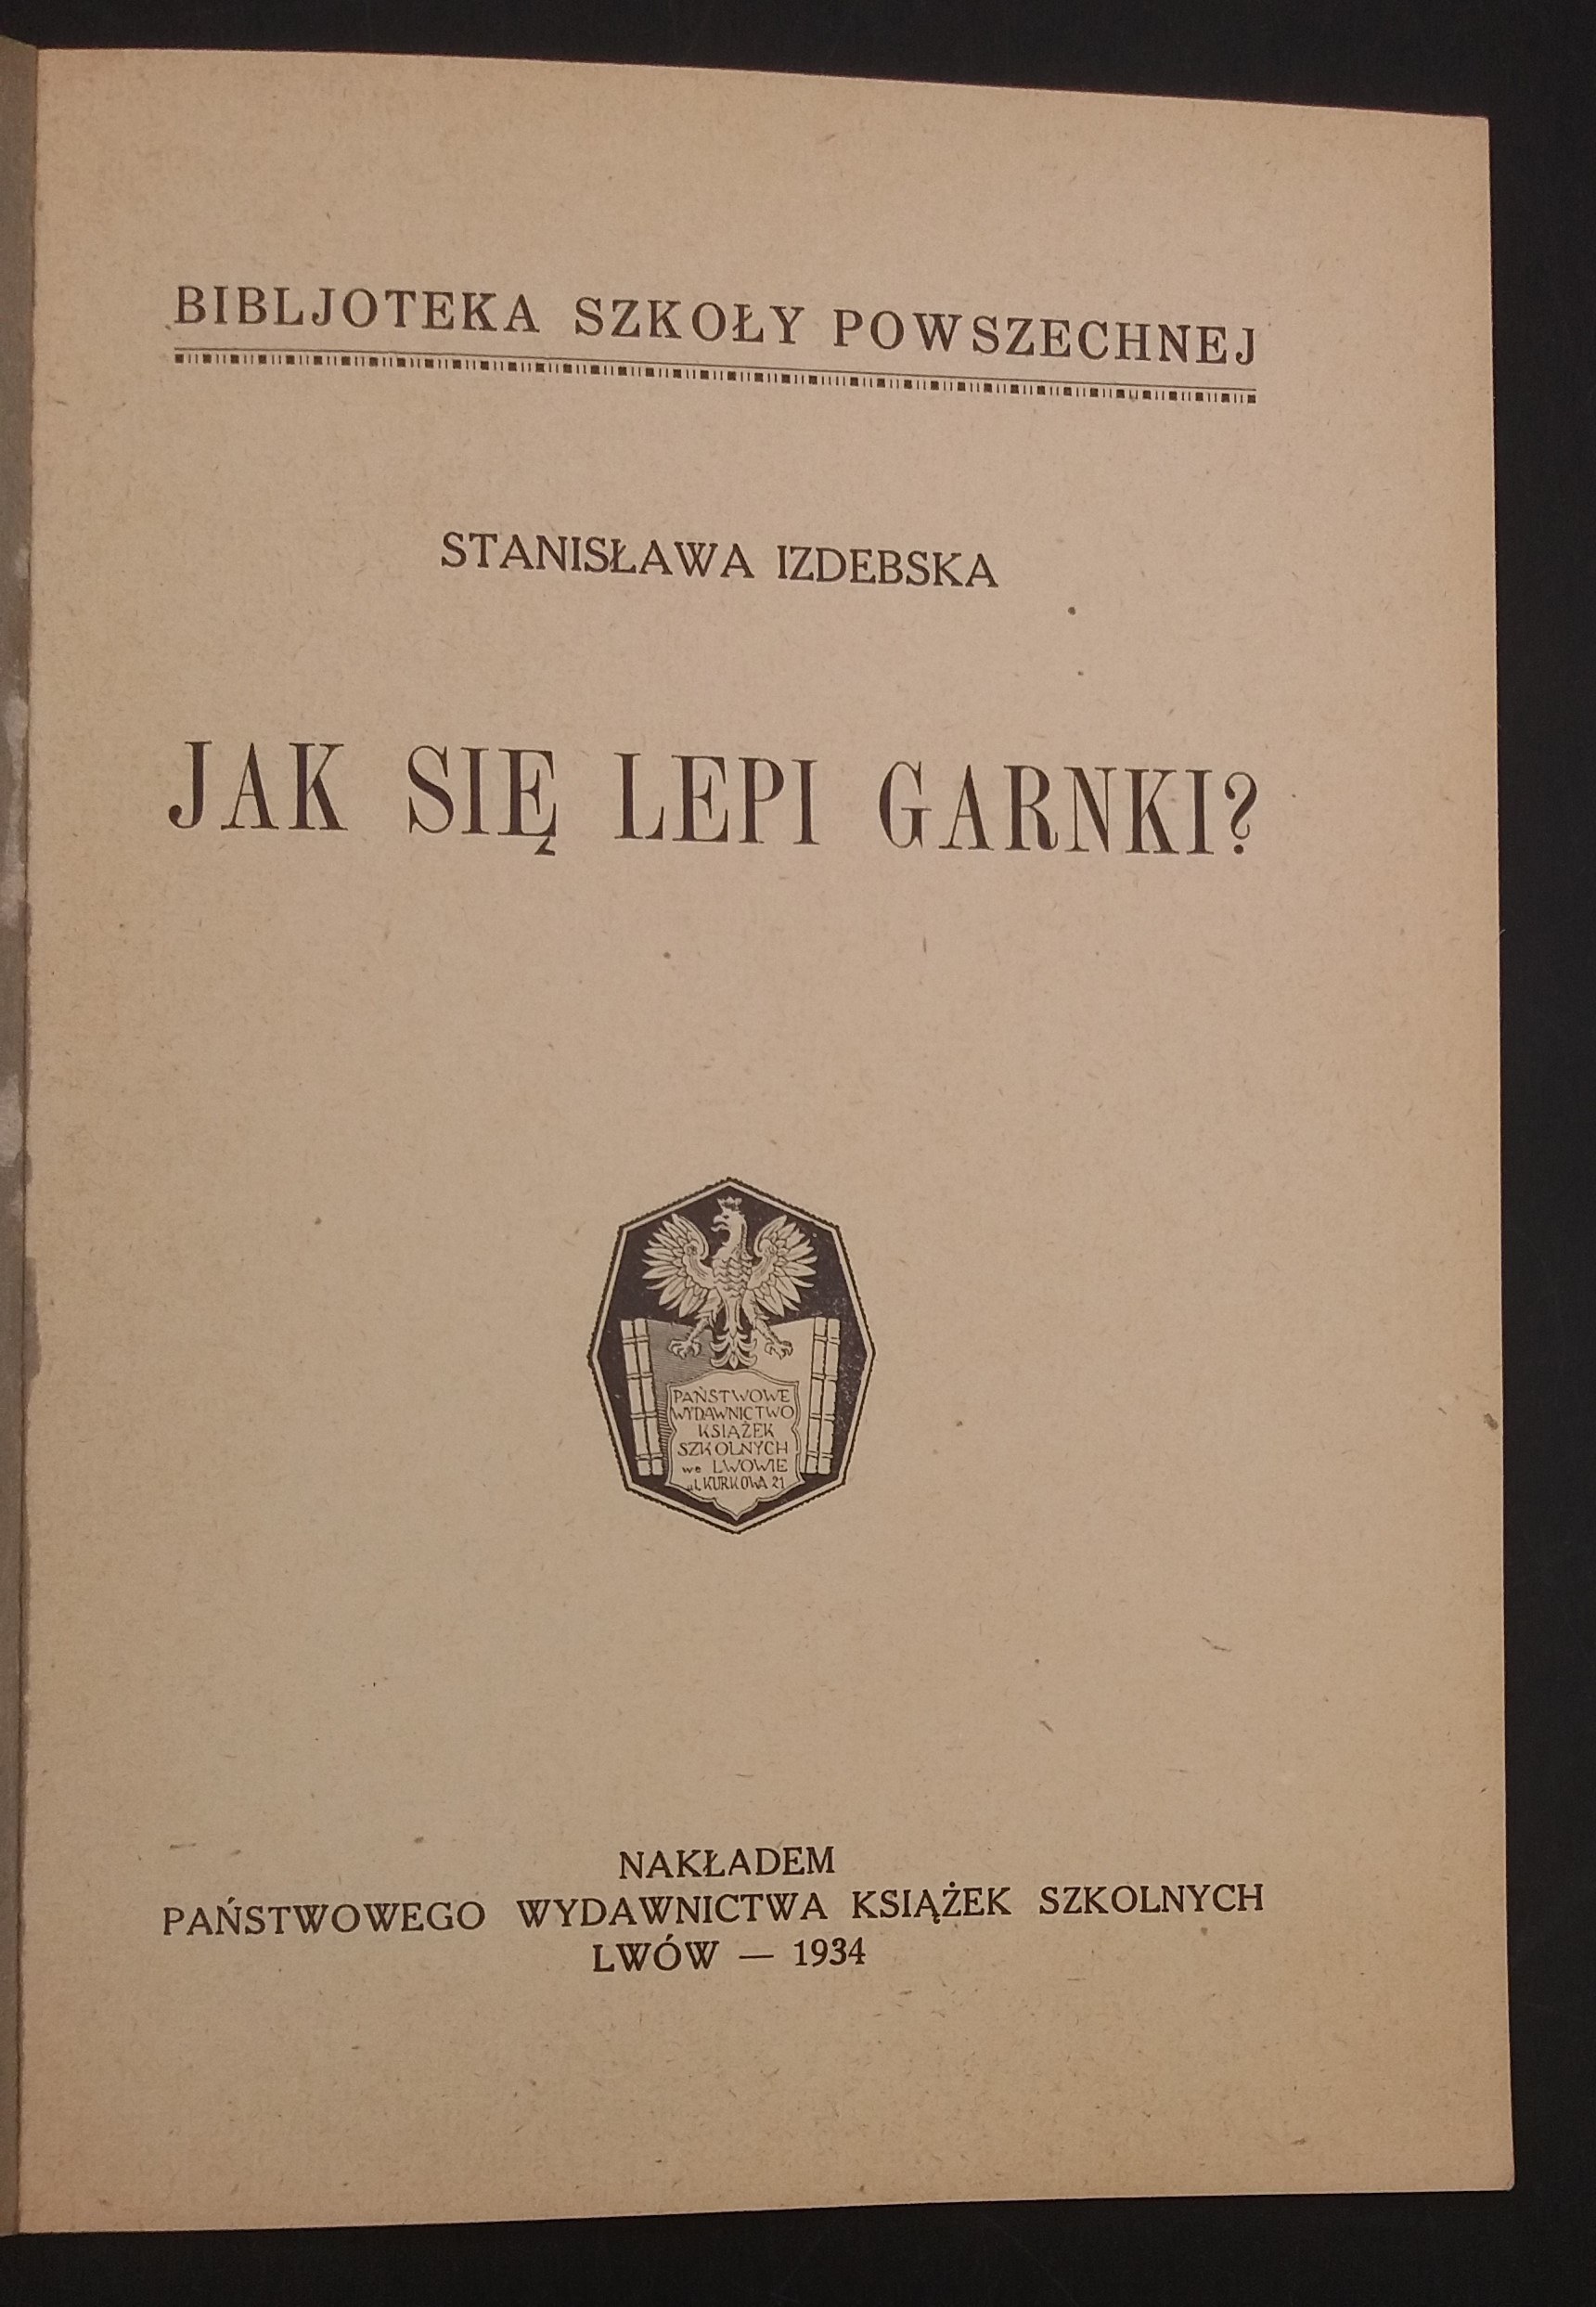 BIBLJOTEKA SZKOŁY POWSZECHNEJ
STANISŁAWA IZDEBSKA
JAK SIĘ LEPI GARNKI?
PAŃSTWOWE
WYDAWNICTWO
KSIĄŻEK
SZKOLNYCH
we LWOWIE
ul. KURKOWA 21
NAKŁADEM
PAŃSTWOWEGO WYDAWNICTWA KSIĄŻEK SZKOLNYCH
LWÓW — 1934